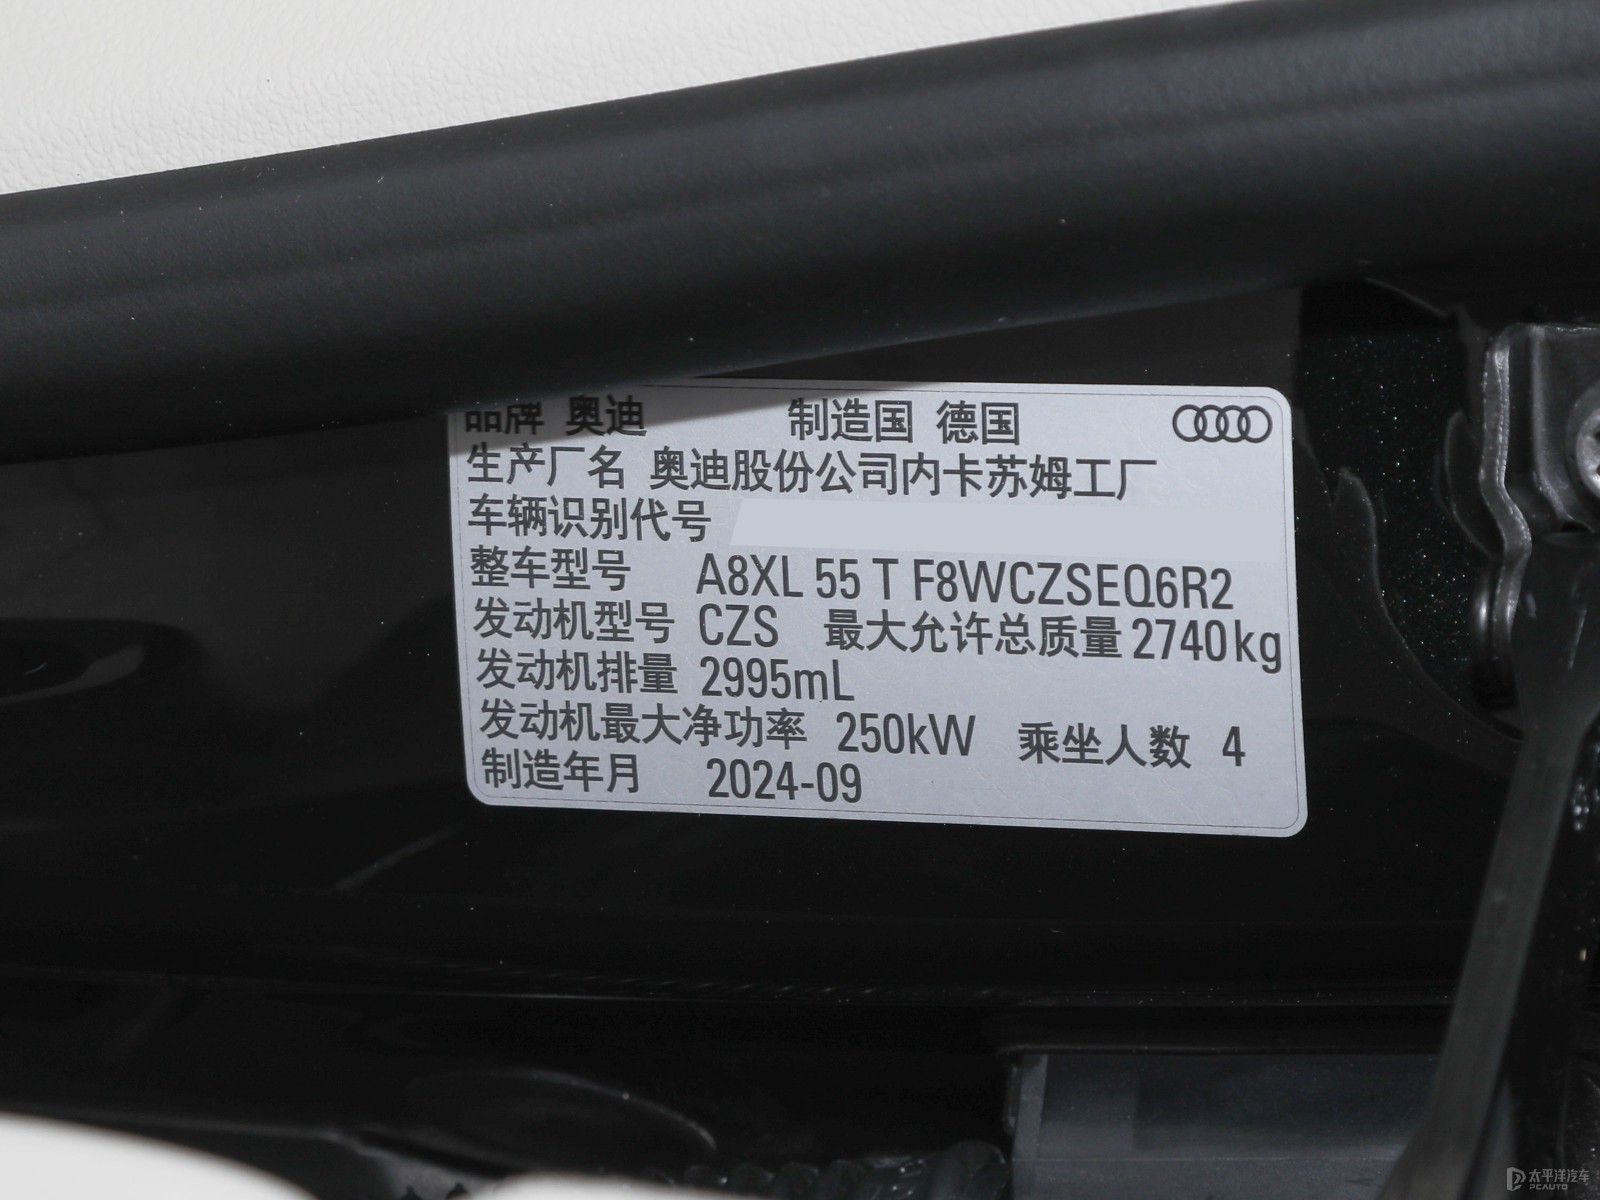 品牌 奥迪 制造国 德国
生产厂名 奥迪股份公司内卡苏姆工厂
车辆识别代号
整车型号 A8XL 55 T F8WCZSEQ6R2
发动机型号 CZS 最大允许总质量 2740kg
发动机排量 2995mL
发动机最大净功率 250kW 乘坐人数 4
制造年月 2024-09
太平洋汽车
PCAUTO